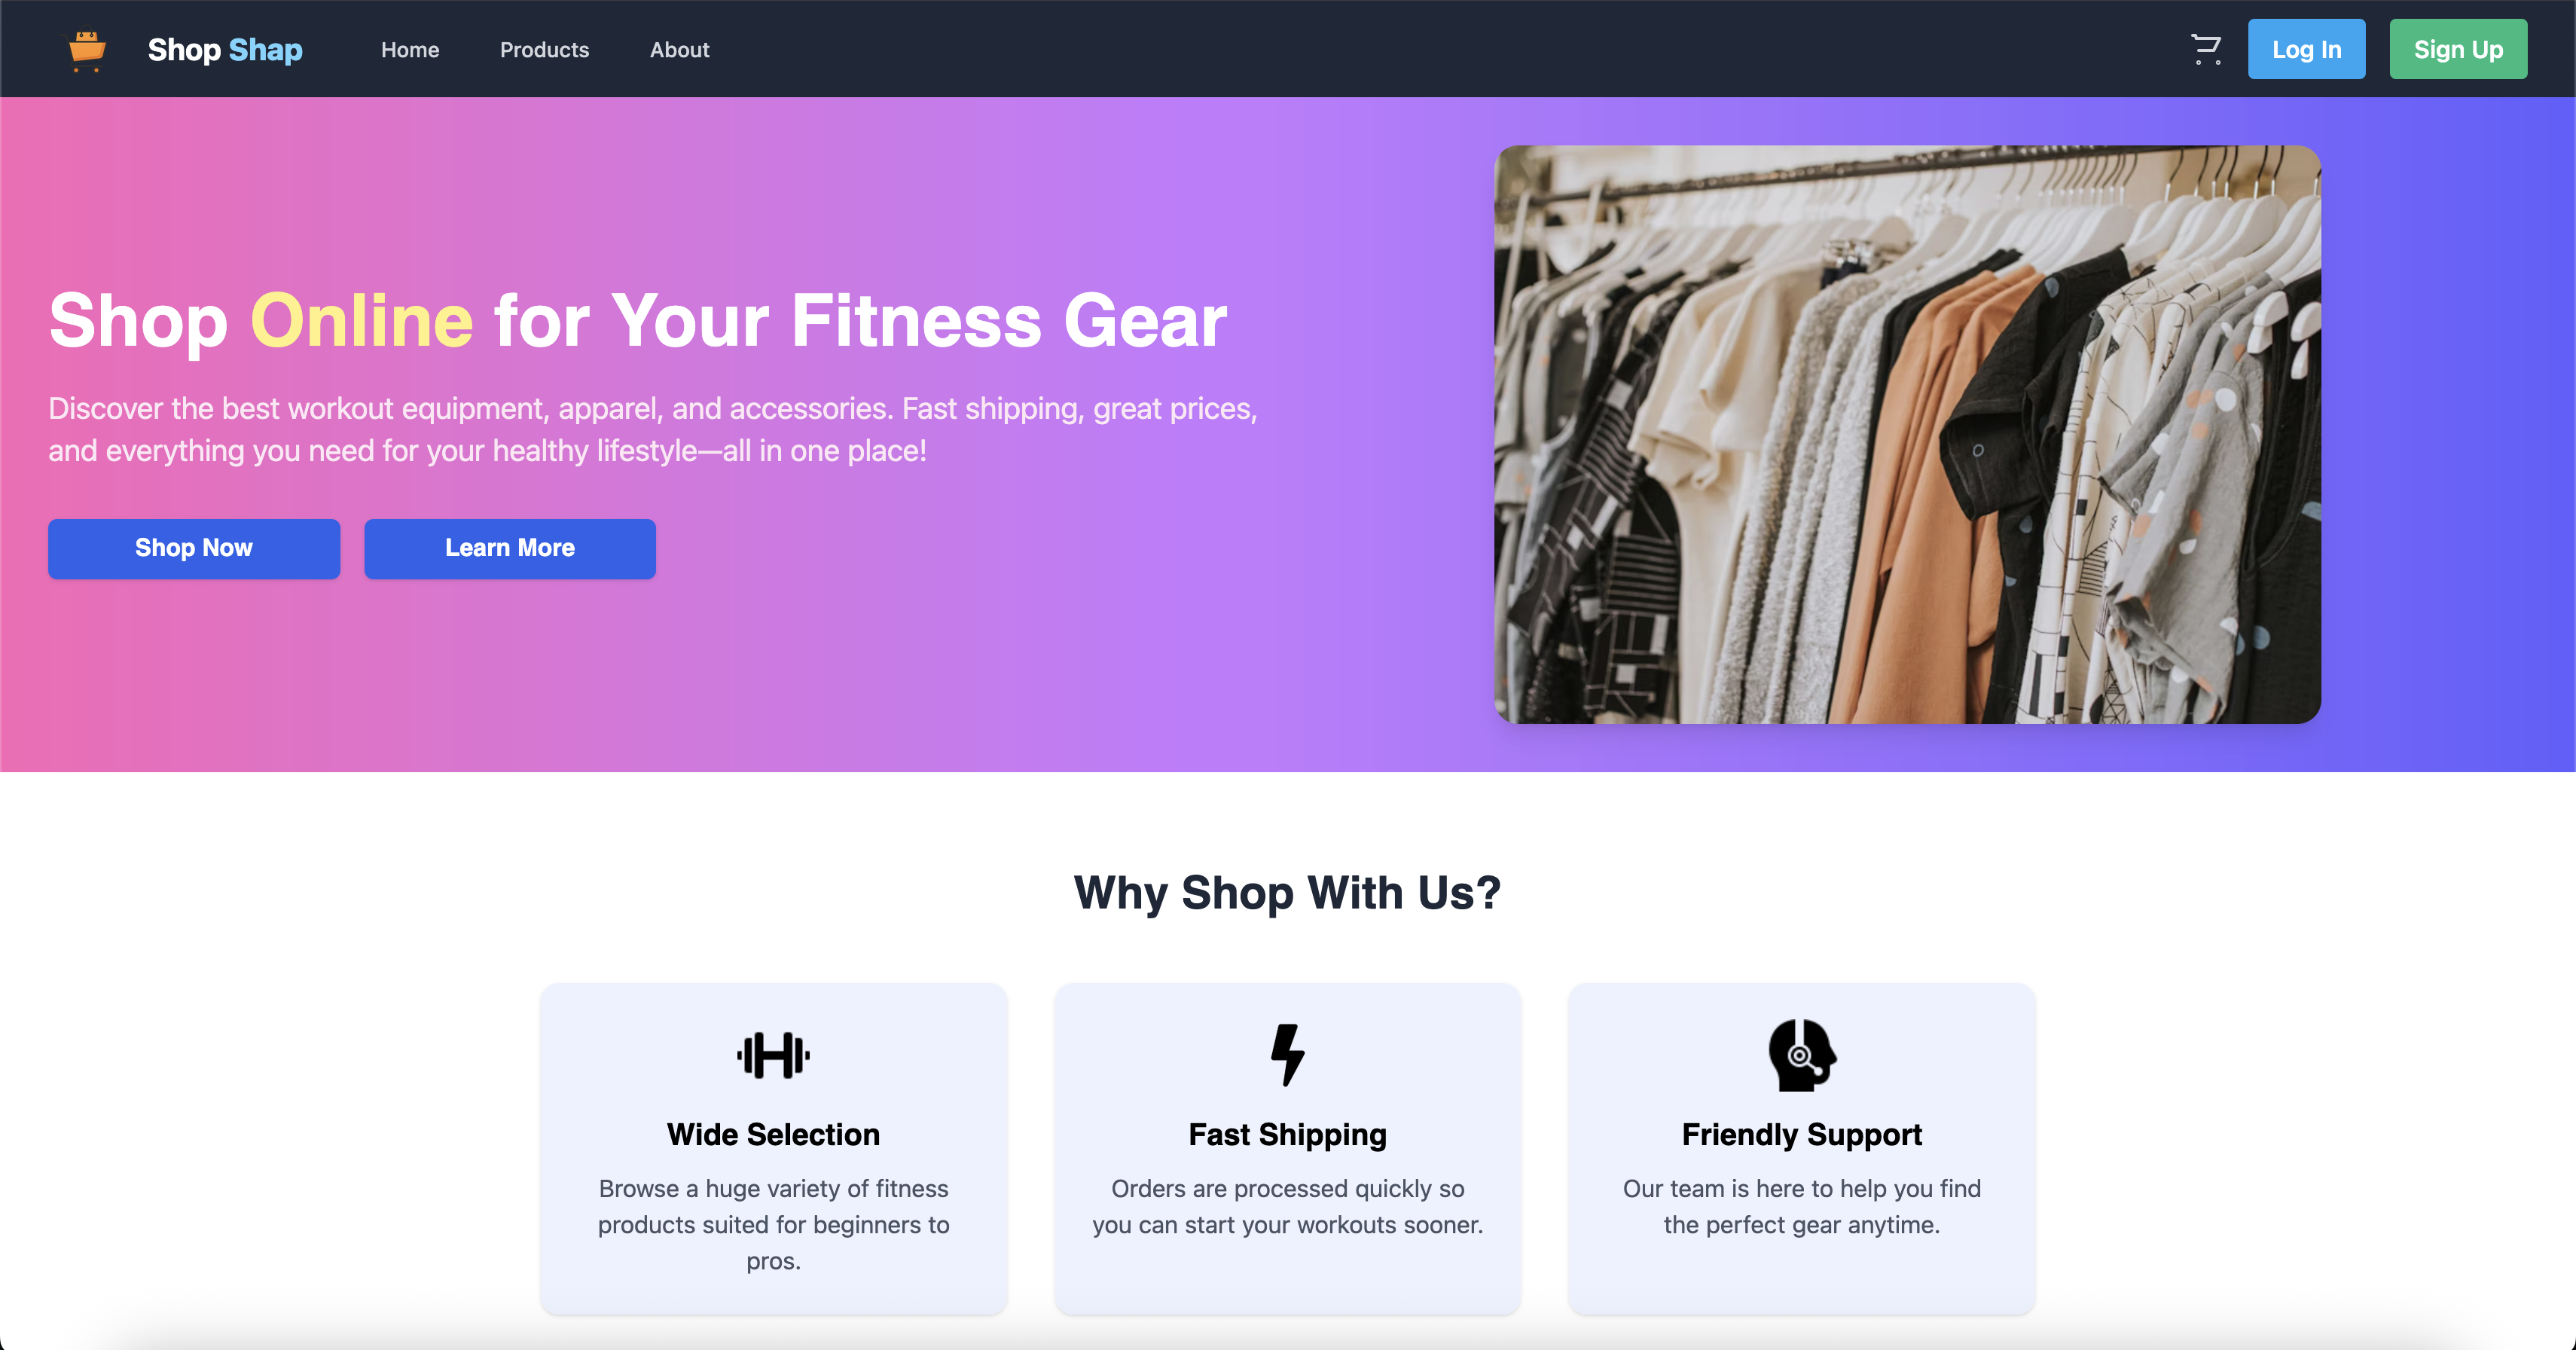 Shop Shap
Home
Products
About
Log In
Sign Up
Shop Online for Your Fitness Gear
Discover the best workout equipment, apparel, and accessories. Fast shipping, great prices,
and everything you need for your healthy lifestyle—all in one place!
Shop Now
Learn More
Why Shop With Us?
Wide Selection
Browse a huge variety of fitness
products suited for beginners to
pros.
Fast Shipping
Orders are processed quickly so
you can start your workouts sooner.
Friendly Support
Our team is here to help you find
the perfect gear anytime.